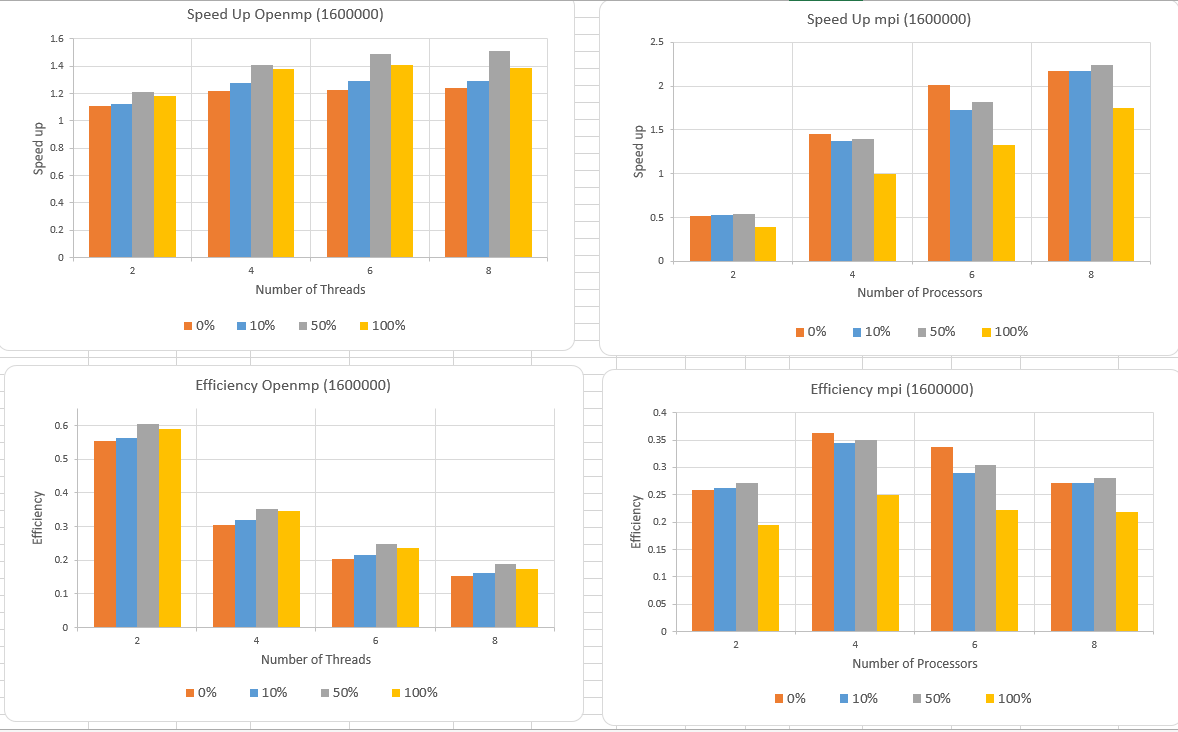 Speed Up Openmp (1600000)
1.6
1.4
1.2
1
0.8
0.6
0.4
0.2
0
Speed up
2 4 6 8
Number of Threads
0% 10% 50% 100%
Speed Up mpi (1600000)
2.5
2
1.5
1
0.5
0
Speed up
2 4 6 8
Number of Processors
0% 10% 50% 100%
Efficiency Openmp (1600000)
0.6
0.5
0.4
0.3
0.2
0.1
0
Efficiency
2 4 6 8
Number of Threads
0% 10% 50% 100%
Efficiency mpi (1600000)
0.4
0.35
0.3
0.25
0.2
0.15
0.1
0.05
0
Efficiency
2 4 6 8
Number of Processors
0% 10% 50% 100%